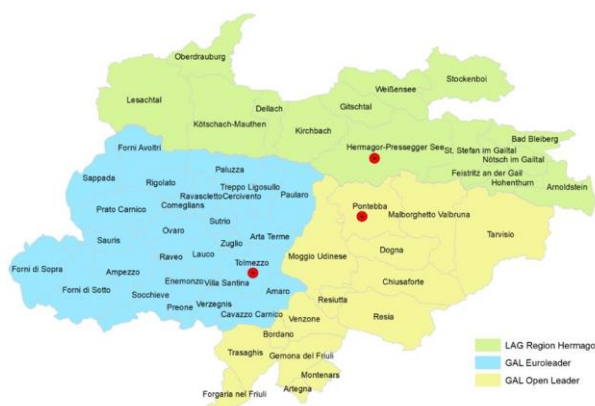 Oberdrauburg
Stockenboi
Weißensee
Lesachtal
Dellach
Gitschtal
Kötschach-Mauthen
Kirchbach
Bad Bleiberg
Forni Avoltri
Hermagor-Pressegger See
St. Stefan im Gailtal
Nötsch im Gailtal
Paluzza
Feistritz an der Gail
Arnoldstein
Sappada
Rigolato
Treppo Ligosullo
Hohenthurn
Ravascletto
Cercivento
Paularo
Comeglians
Pontebba
Prato Carnico
Malborghetto Valbruna
Sutrio
Ovaro
Arta Terme
Tarvisio
Sauris
Zuglio
Dogna
Lauco
Moggio Udinese
Raveo
Tolmezzo
Forni di Sopra
Ampezzo
Chiusaforte
Enemonzo
Villa Santina
Forni di Sotto
Amaro
Socchieve
Resiutta
Verzegnis
Preone
Cavazzo Carnico
Venzone
Resia
Bordano
Trasaghis
Gemona del Friuli
Montenars
Artegna
Forgaria nel Friuli
LAG Region Hermago
GAL Euroleader
GAL Open Leader